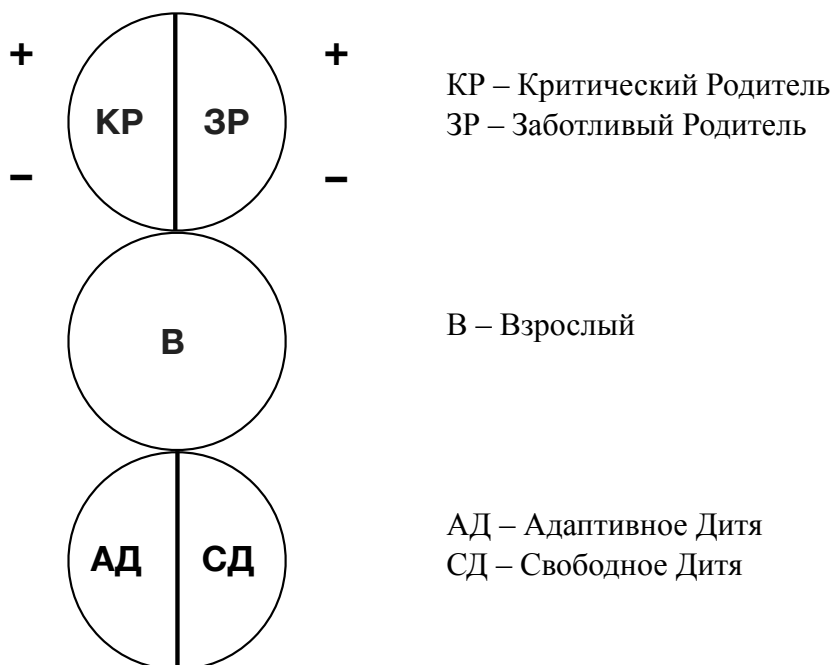 + +
КР ЗР
КР – Критический Родитель
ЗР – Заботливый Родитель
– –
В
В – Взрослый
АД СД
АД – Адаптивное Дитя
СД – Свободное Дитя